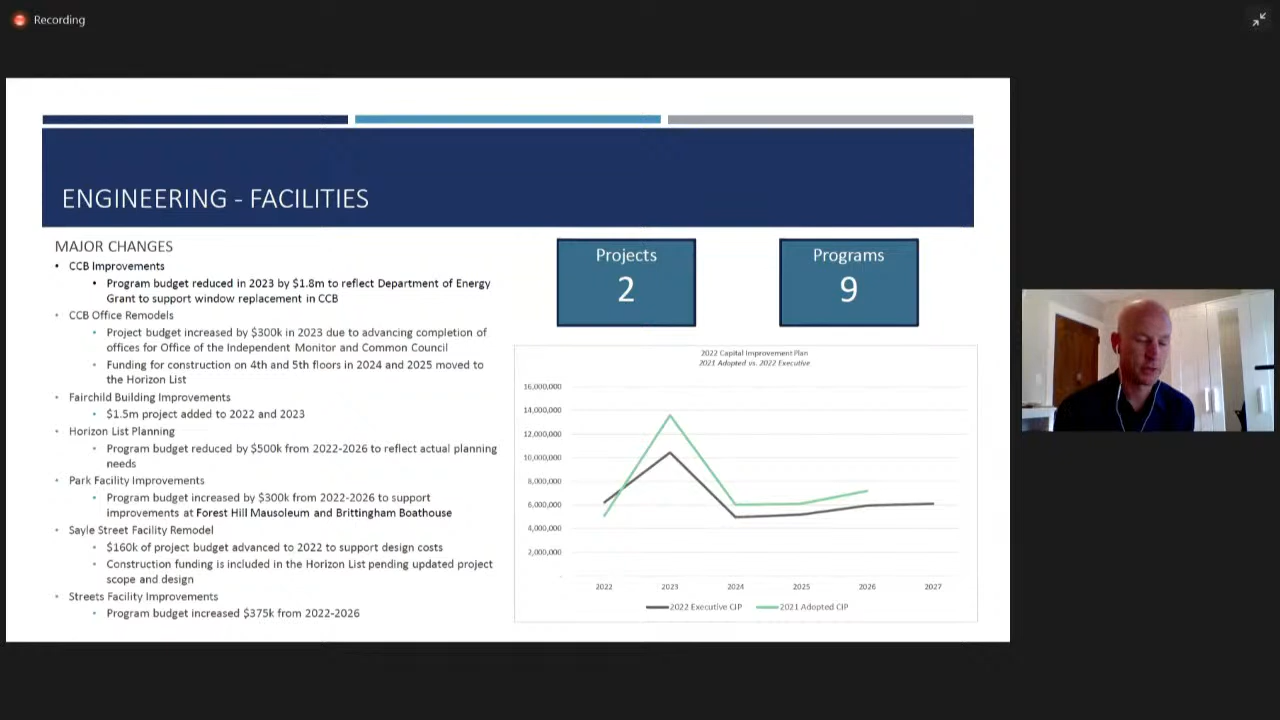 Recording
ENGINEERING - FACILITIES
MAJOR CHANGES
• CCB Improvements
• Program budget reduced in 2023 by $1.8m to reflect Department of Energy
Grant to support window replacement in CCB
• CCB Office Remodels
• Project budget increased by $300k in 2023 due to advancing completion of
offices for Office of the Independent Monitor and Common Council
• Funding for construction on 4th and 5th floors in 2024 and 2025 moved to
the Horizon List
• Fairchild Building Improvements
• $1.5m project added to 2022 and 2023
• Horizon List Planning
• Program budget reduced by $500k from 2022-2026 to reflect actual planning
needs
• Park Facility Improvements
• Program budget increased by $300k from 2022-2026 to support
improvements at Forest Hill Mausoleum and Brittingham Boathouse
• Sayle Street Facility Remodel
• $160k of project budget advanced to 2022 to support design costs
• Construction funding is included in the Horizon List pending updated project
scope and design
• Streets Facility Improvements
• Program budget increased $375k from 2022-2026
Projects
2
Programs
9
2022 Capital Improvement Plan
2021 Adopted vs. 2022 Executive
16,000,000
14,000,000
12,000,000
10,000,000
8,000,000
6,000,000
4,000,000
2,000,000
-
2022 2023 2024 2025 2026 2027
2022 Executive CIP 2021 Adopted CIP